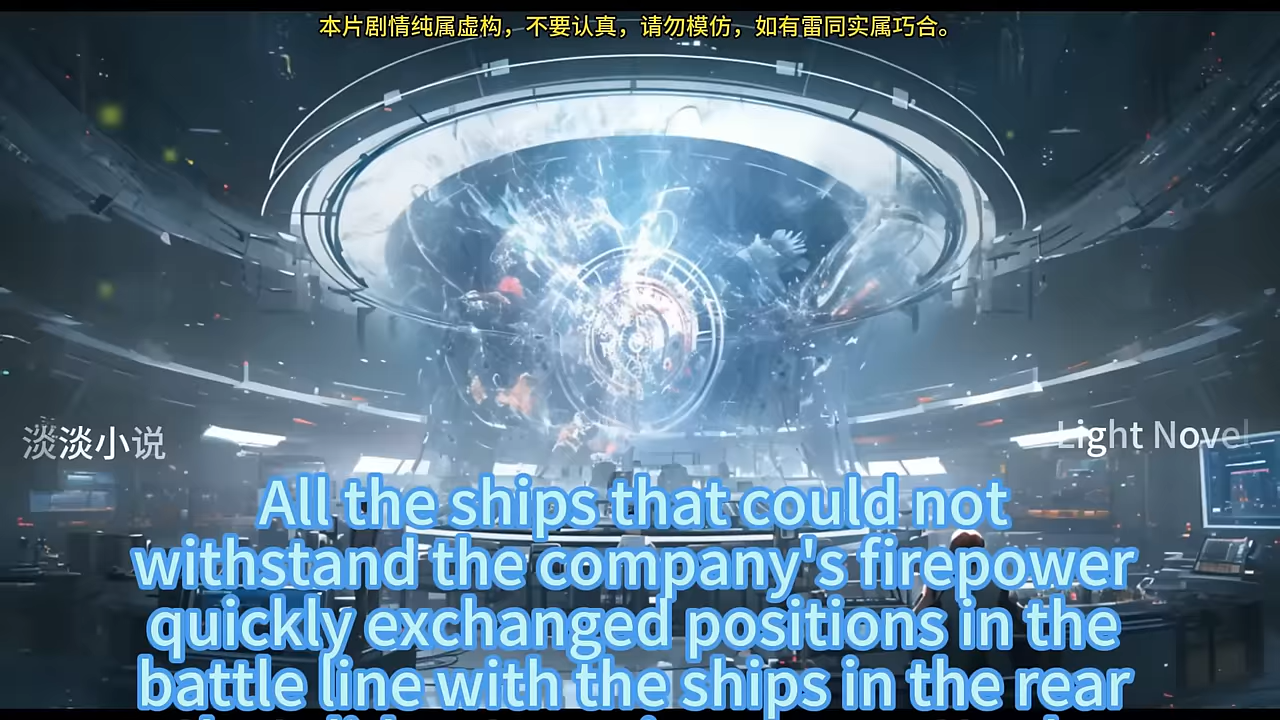 本片剧情纯属虚构，不要认真，请勿模仿，如有雷同实属巧合。
淡淡小说
Light Novel
All the ships that could not
withstand the company's firepower
quickly exchanged positions in the
battle line with the ships in the rear